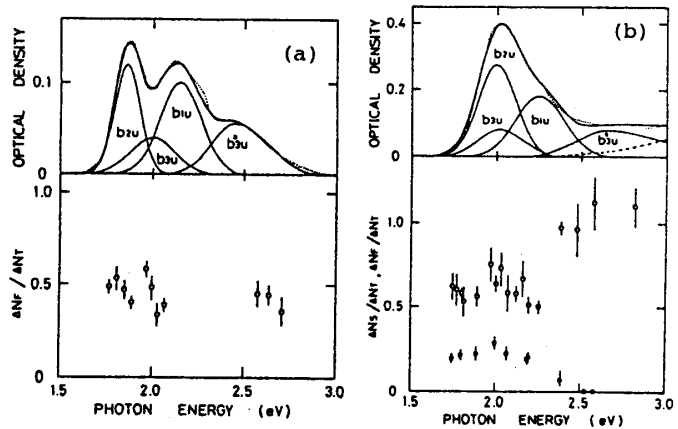 (a)
OPTICAL DENSITY
0.1
0
b2u
b3u
b1u
b*3u
ΔNF/ΔNT
1.0
0.5
0
1.5 2.0 2.5 3.0
PHOTON ENERGY (eV)
(b)
OPTICAL DENSITY
0.4
0.2
0
b2u
b3u
b1u
b*3u
ΔNS/ΔNT, ΔNF/ΔNT
1.0
0.5
0
1.5 2.0 2.5 3.0
PHOTON ENERGY (eV)